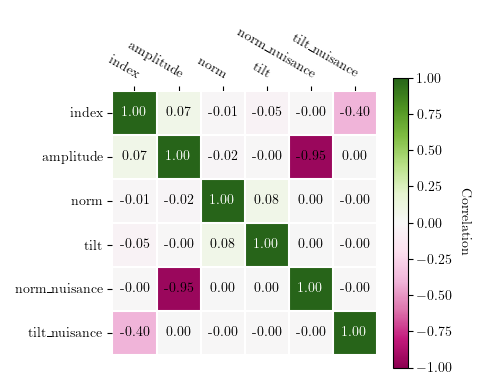 index
amplitude
norm
tilt
norm_nuisance
tilt_nuisance
index 1.00 0.07 -0.01 -0.05 -0.00 -0.40
amplitude 0.07 1.00 -0.02 -0.00 -0.95 0.00
norm -0.01 -0.02 1.00 0.08 0.00 -0.00
tilt -0.05 -0.00 0.08 1.00 0.00 -0.00
norm_nuisance -0.00 -0.95 0.00 0.00 1.00 -0.00
tilt_nuisance -0.40 0.00 -0.00 -0.00 -0.00 1.00
1.00
0.75
0.50
0.25
0.00
−0.25
−0.50
−0.75
−1.00
Correlation